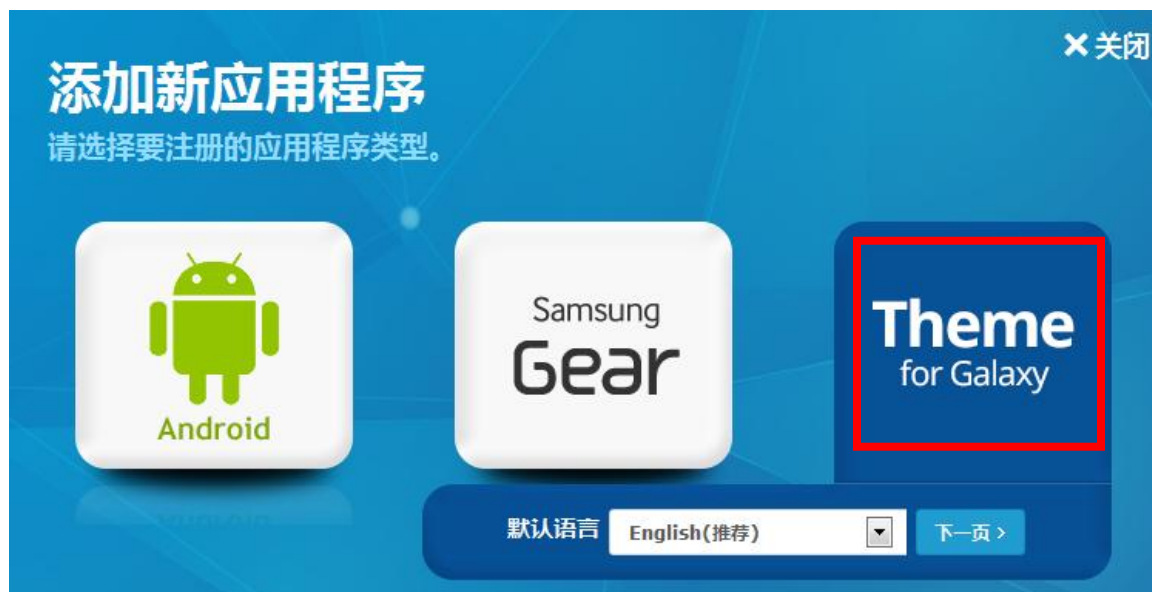 ✕ 关闭
添加新应用程序
请选择要注册的应用程序类型。
Android
Samsung
Gear
Theme
for Galaxy
默认语言 English(推荐) 下一页 >